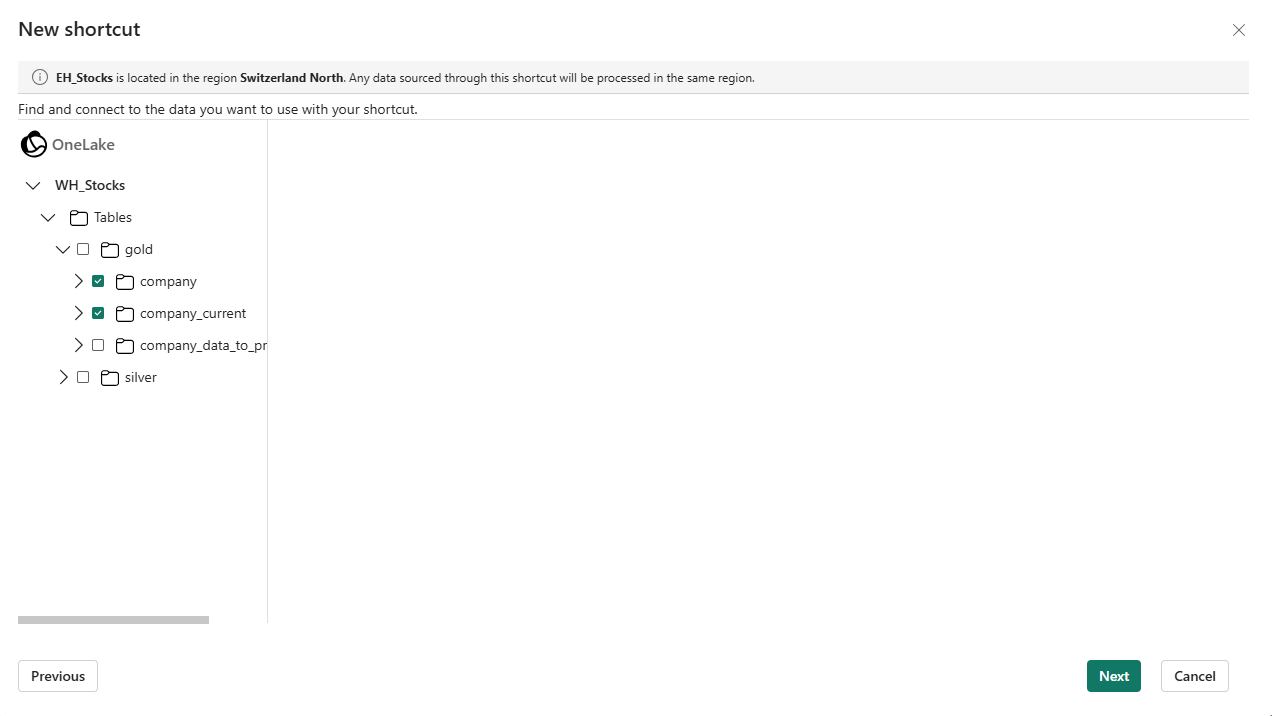 New shortcut
EH_Stocks is located in the region Switzerland North. Any data sourced through this shortcut will be processed in the same region.
Find and connect to the data you want to use with your shortcut.
OneLake
WH_Stocks
Tables
gold
company
company_current
company_data_to_pr
silver
Previous
Next
Cancel